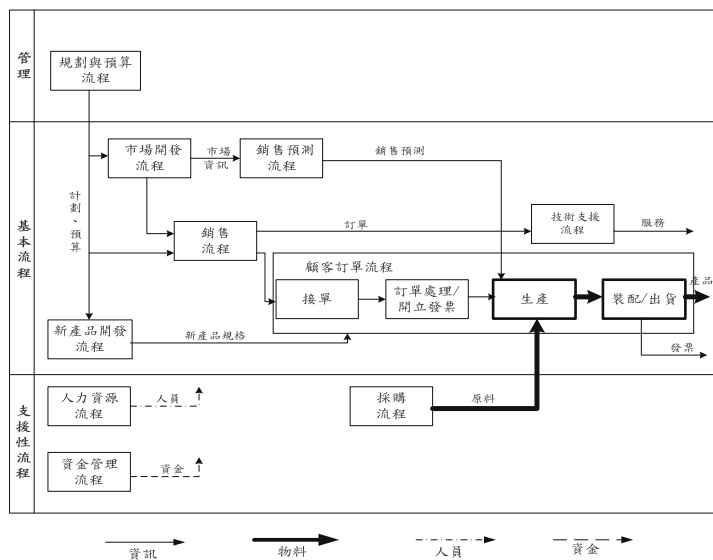 管理
規劃與預算
流程
基本流程
計劃、預算
市場開發
流程
市場
資訊
銷售預測
流程
銷售預測
銷售
流程
訂單
技術支援
流程
服務
顧客訂單流程
接單
訂單處理/
開立發票
生產
裝配/出貨
產品
新產品開發
流程
新產品規格
發票
支援性流程
人力資源
流程
人員
採購
流程
原料
資金管理
流程
資金
資訊
物料
人員
資金